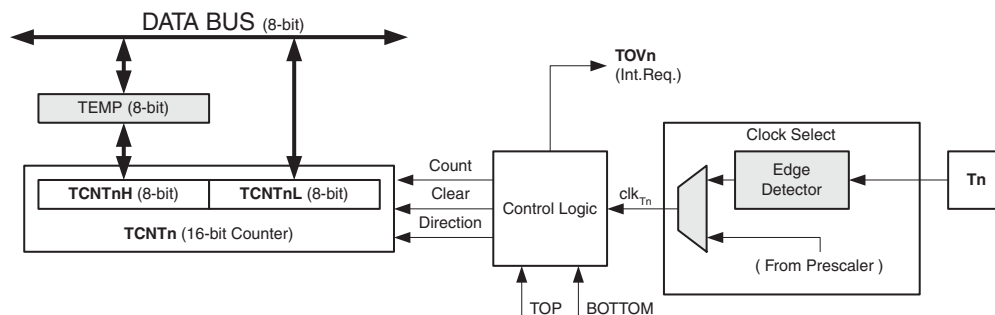 DATA BUS (8-bit)
TEMP (8-bit)
TCNTnH (8-bit)
TCNTnL (8-bit)
TCNTn (16-bit Counter)
Count
Clear
Direction
Control Logic
TOVn
(Int.Req.)
TOP
BOTTOM
clkTn
Clock Select
Edge
Detector
( From Prescaler )
Tn